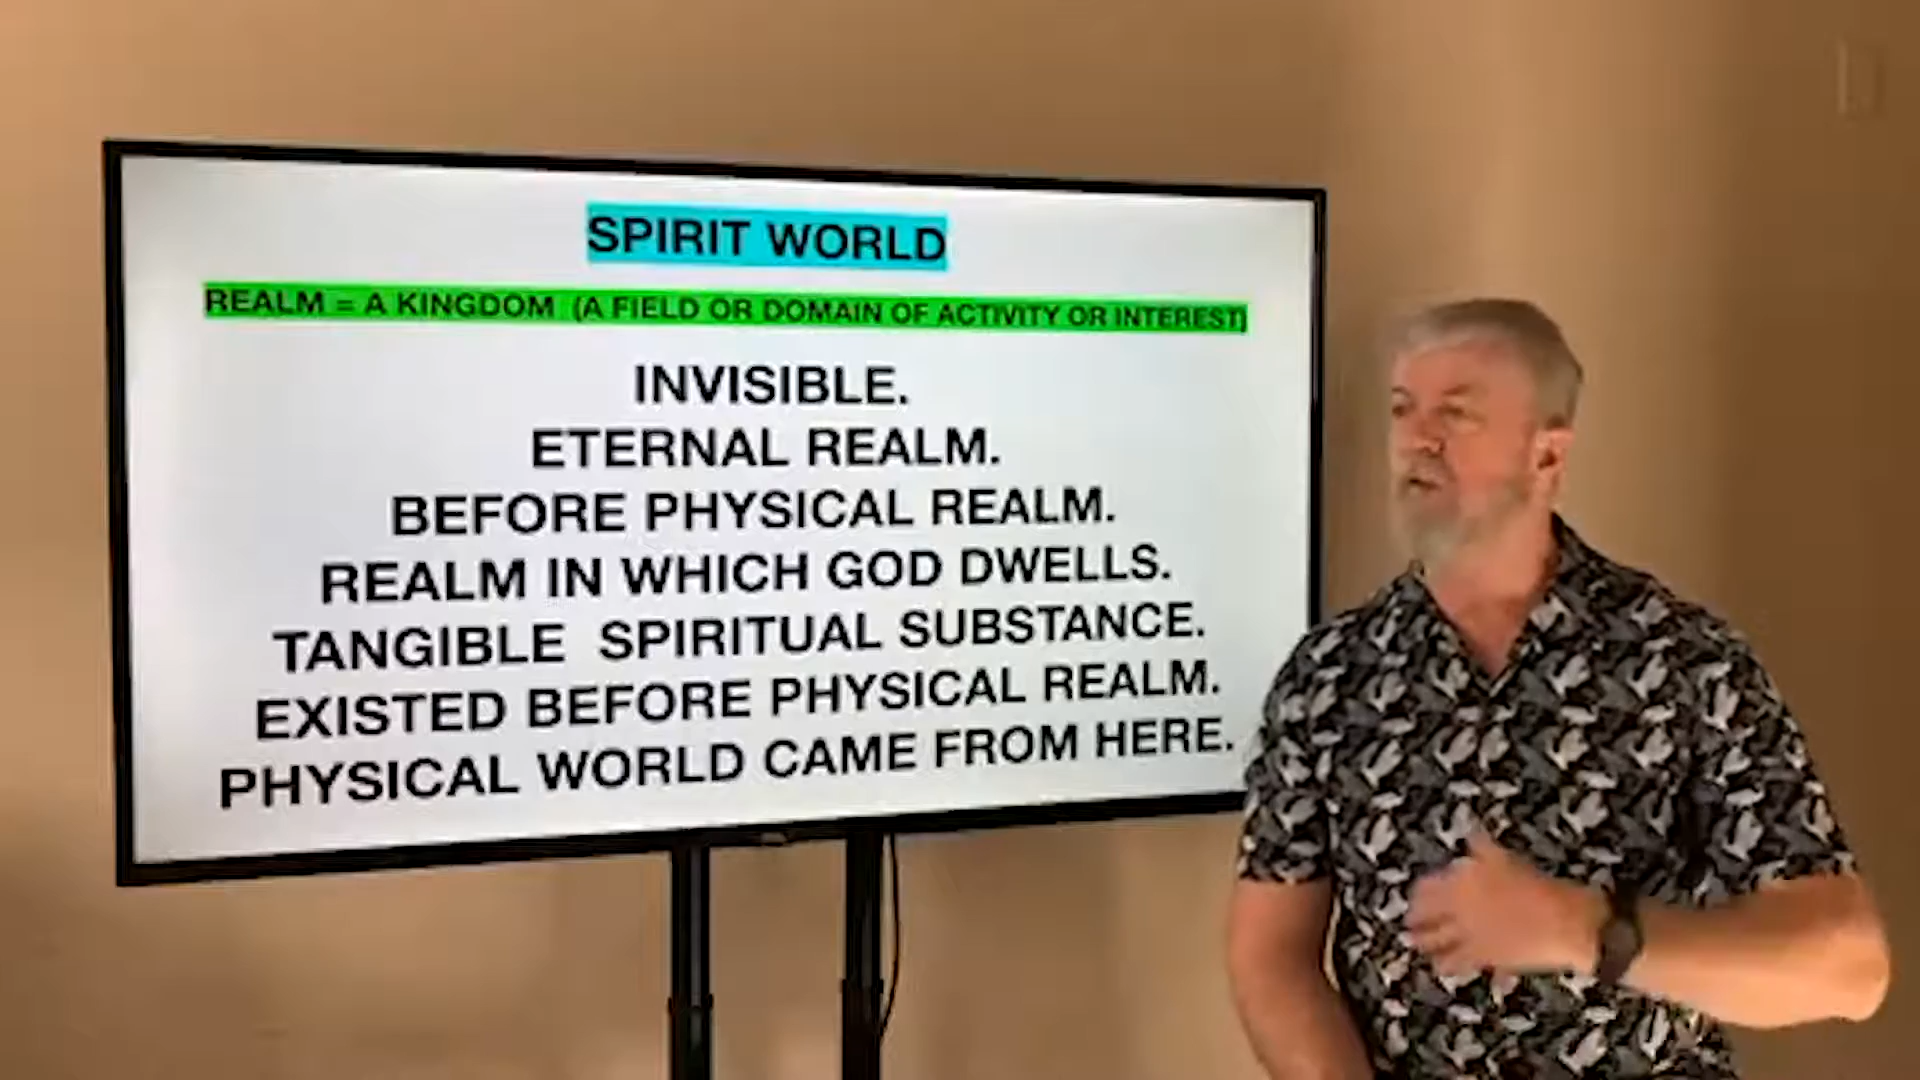 SPIRIT WORLD
REALM = A KINGDOM (A FIELD OR DOMAIN OF ACTIVITY OR INTEREST)
INVISIBLE.
ETERNAL REALM.
BEFORE PHYSICAL REALM.
REALM IN WHICH GOD DWELLS.
TANGIBLE SPIRITUAL SUBSTANCE.
EXISTED BEFORE PHYSICAL REALM.
PHYSICAL WORLD CAME FROM HERE.